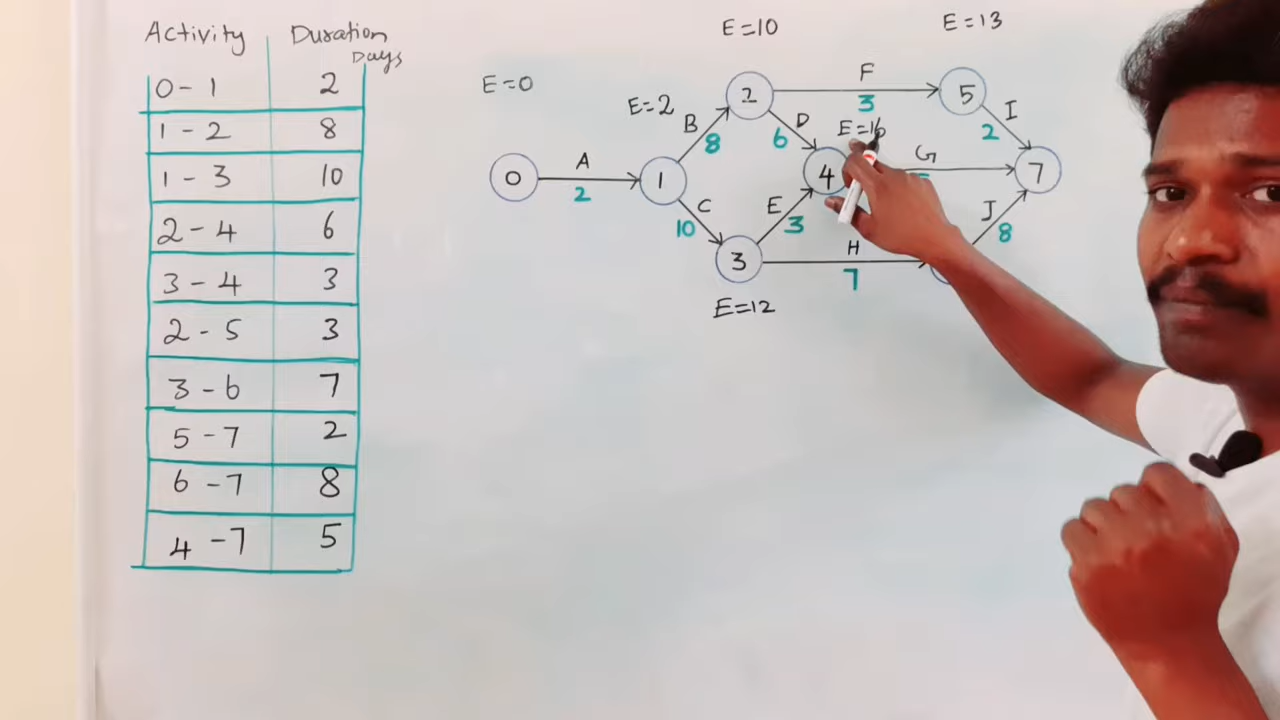 Activity Duration
Days
0 - 1 2
1 - 2 8
1 - 3 10
2 - 4 6
3 - 4 3
2 - 5 3
3 - 6 7
5 - 7 2
6 - 7 8
4 - 7 5
E=10 E=13
E=0
E=2
2 F 5
3
B 8 D 6 E=16 I 2
0 A 1 4 G 7
2
C 10 E 3 J 8
3 H
7
E=12